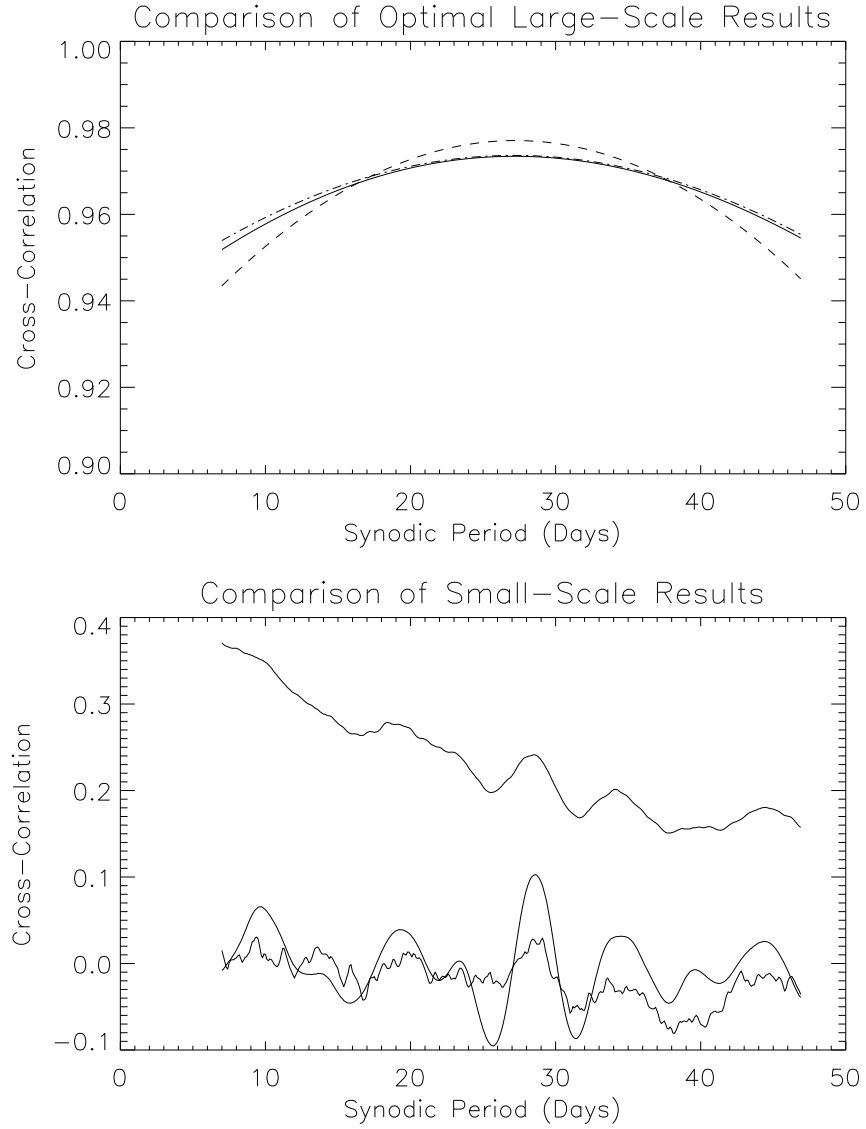 Comparison of Optimal Large-Scale Results
1.00
0.98
0.96
0.94
0.92
0.90
Cross-Correlation
0 10 20 30 40 50
Synodic Period (Days)
Comparison of Small-Scale Results
0.4
0.3
0.2
0.1
0.0
-0.1
Cross-Correlation
0 10 20 30 40 50
Synodic Period (Days)